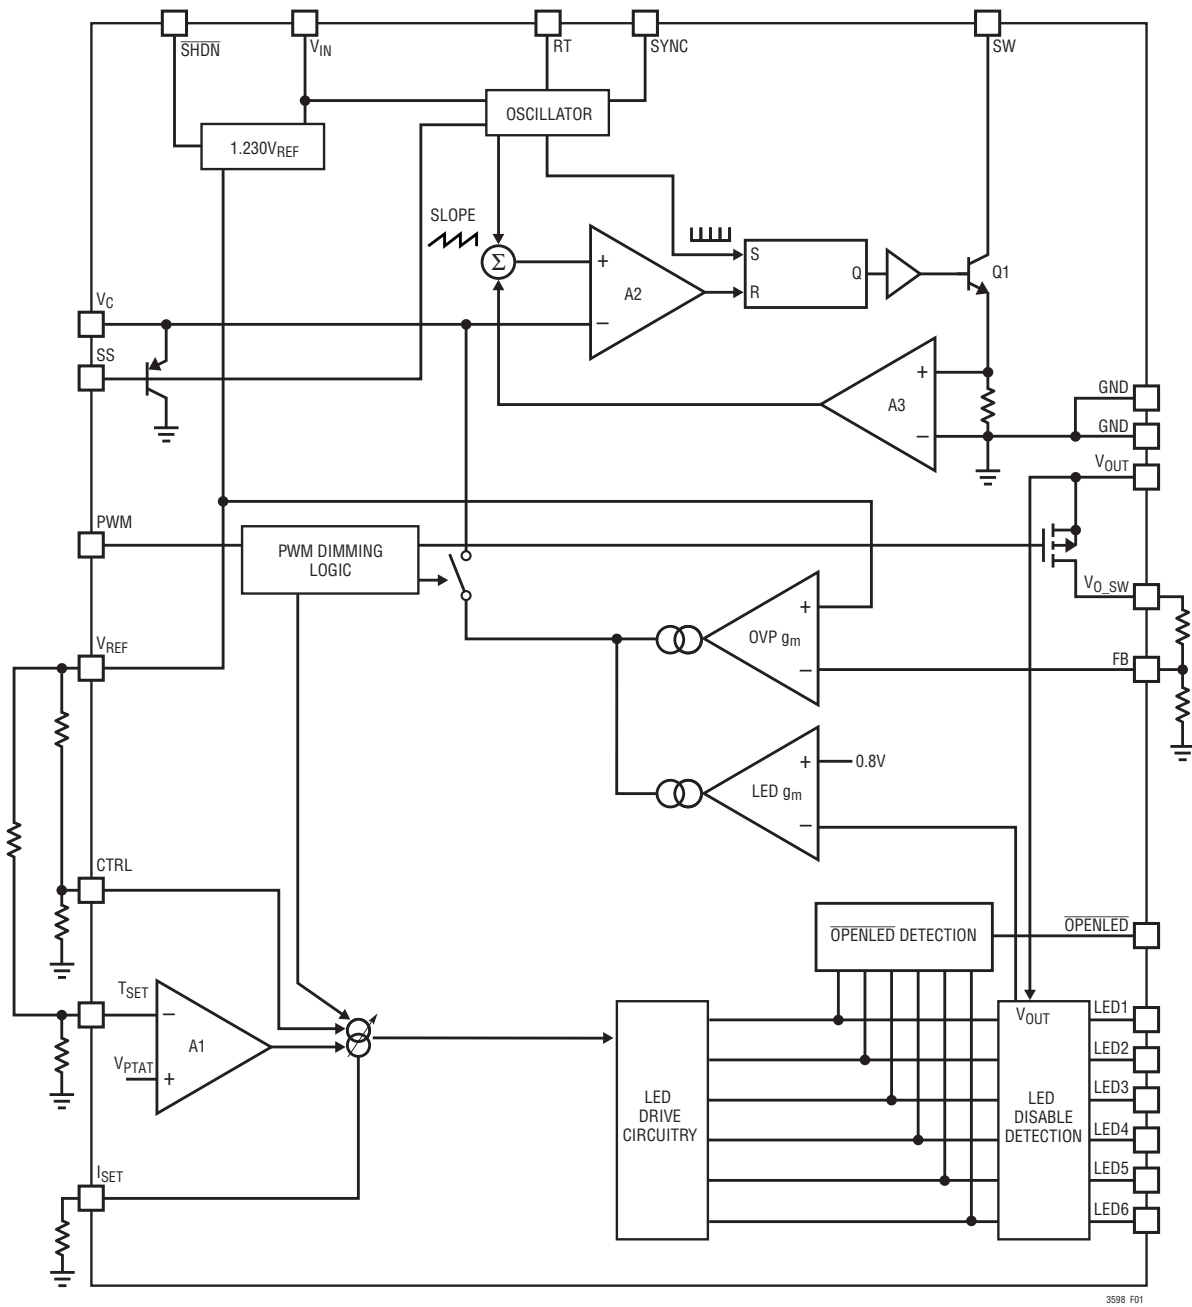 SHDN
VIN
RT
SYNC
SW
OSCILLATOR
1.230VREF
SLOPE
Σ
+
A2
−
S
R
Q
Q1
VC
SS
+
A3
−
GND
GND
VOUT
PWM
PWM DIMMING
LOGIC
+
OVP gm
−
VO_SW
VREF
FB
+
0.8V
LED gm
−
CTRL
OPENLED DETECTION
OPENLED
TSET
−
A1
VPTAT
+
VOUT
LED1
LED2
LED3
LED4
LED5
LED6
LED
DRIVE
CIRCUITRY
LED
DISABLE
DETECTION
ISET
3598 F01